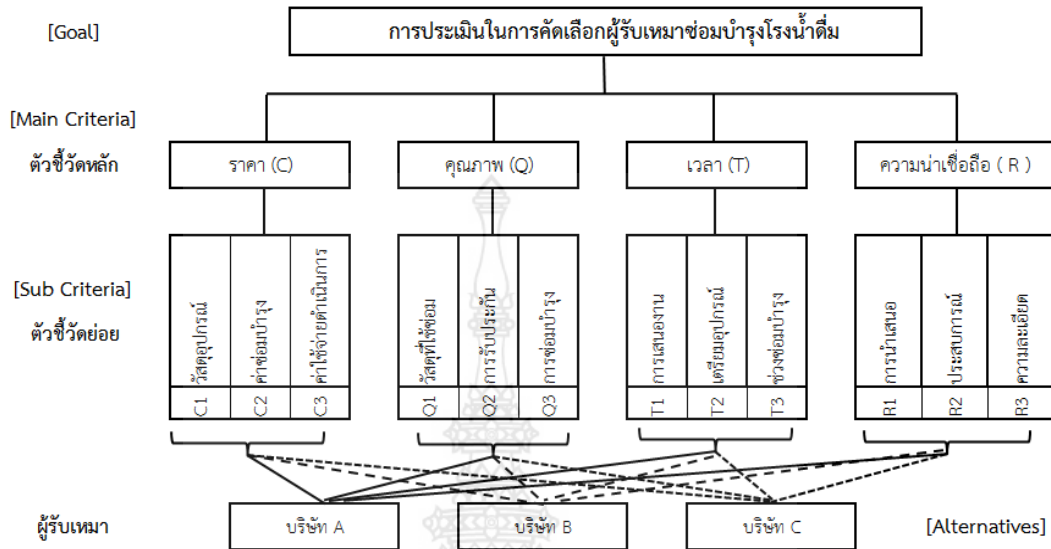 [Goal]
การประเมินในการคัดเลือกผู้รับเหมาซ่อมบำรุงโรงน้ำดื่ม
[Main Criteria]
ตัวชี้วัดหลัก
ราคา (C)
คุณภาพ (Q)
เวลา (T)
ความน่าเชื่อถือ ( R )
[Sub Criteria]
ตัวชี้วัดย่อย
C1 วัสดุอุปกรณ์
C2 ค่าซ่อมบำรุง
C3 ค่าใช้จ่ายดำเนินการ
Q1 วัสดุที่ใช้ซ่อม
Q2 การรับประกัน
Q3 การซ่อมบำรุง
T1 การเสนองาน
T2 เตรียมอุปกรณ์
T3 ช่วงซ่อมบำรุง
R1 การนำเสนอ
R2 ประสบการณ์
R3 ความละเอียด
ผู้รับเหมา
บริษัท A
บริษัท B
บริษัท C
[Alternatives]